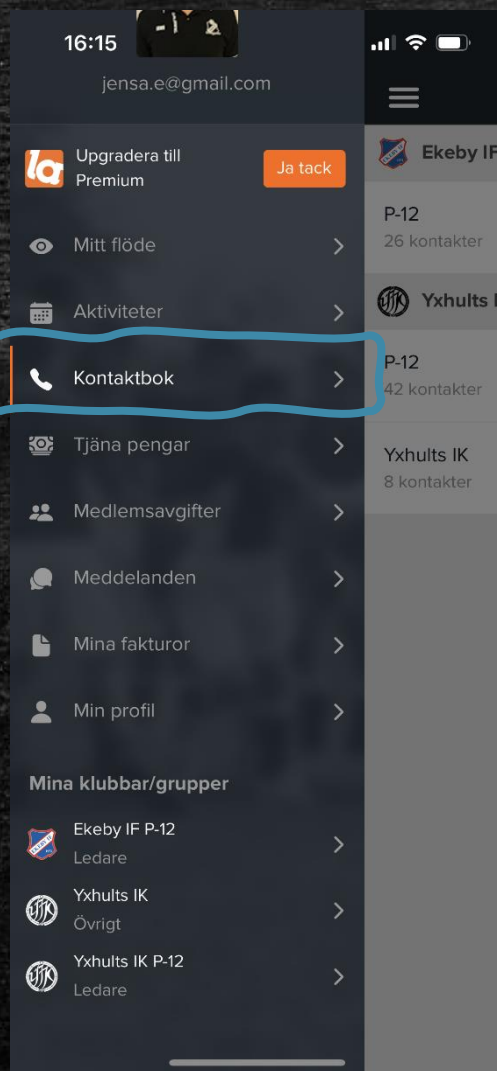 16:15
jensa.e@gmail.com
Upgradera till
Premium
Ja tack
Mitt flöde
Aktiviteter
Kontaktbok
Tjäna pengar
Medlemsavgifter
Meddelanden
Mina fakturor
Min profil
Mina klubbar/grupper
Ekeby IF P-12
Ledare
Yxhults IK
Övrigt
Yxhults IK P-12
Ledare
Ekeby IF
P-12
26 kontakter
Yxhults
P-12
42 kontakter
Yxhults IK
8 kontakter